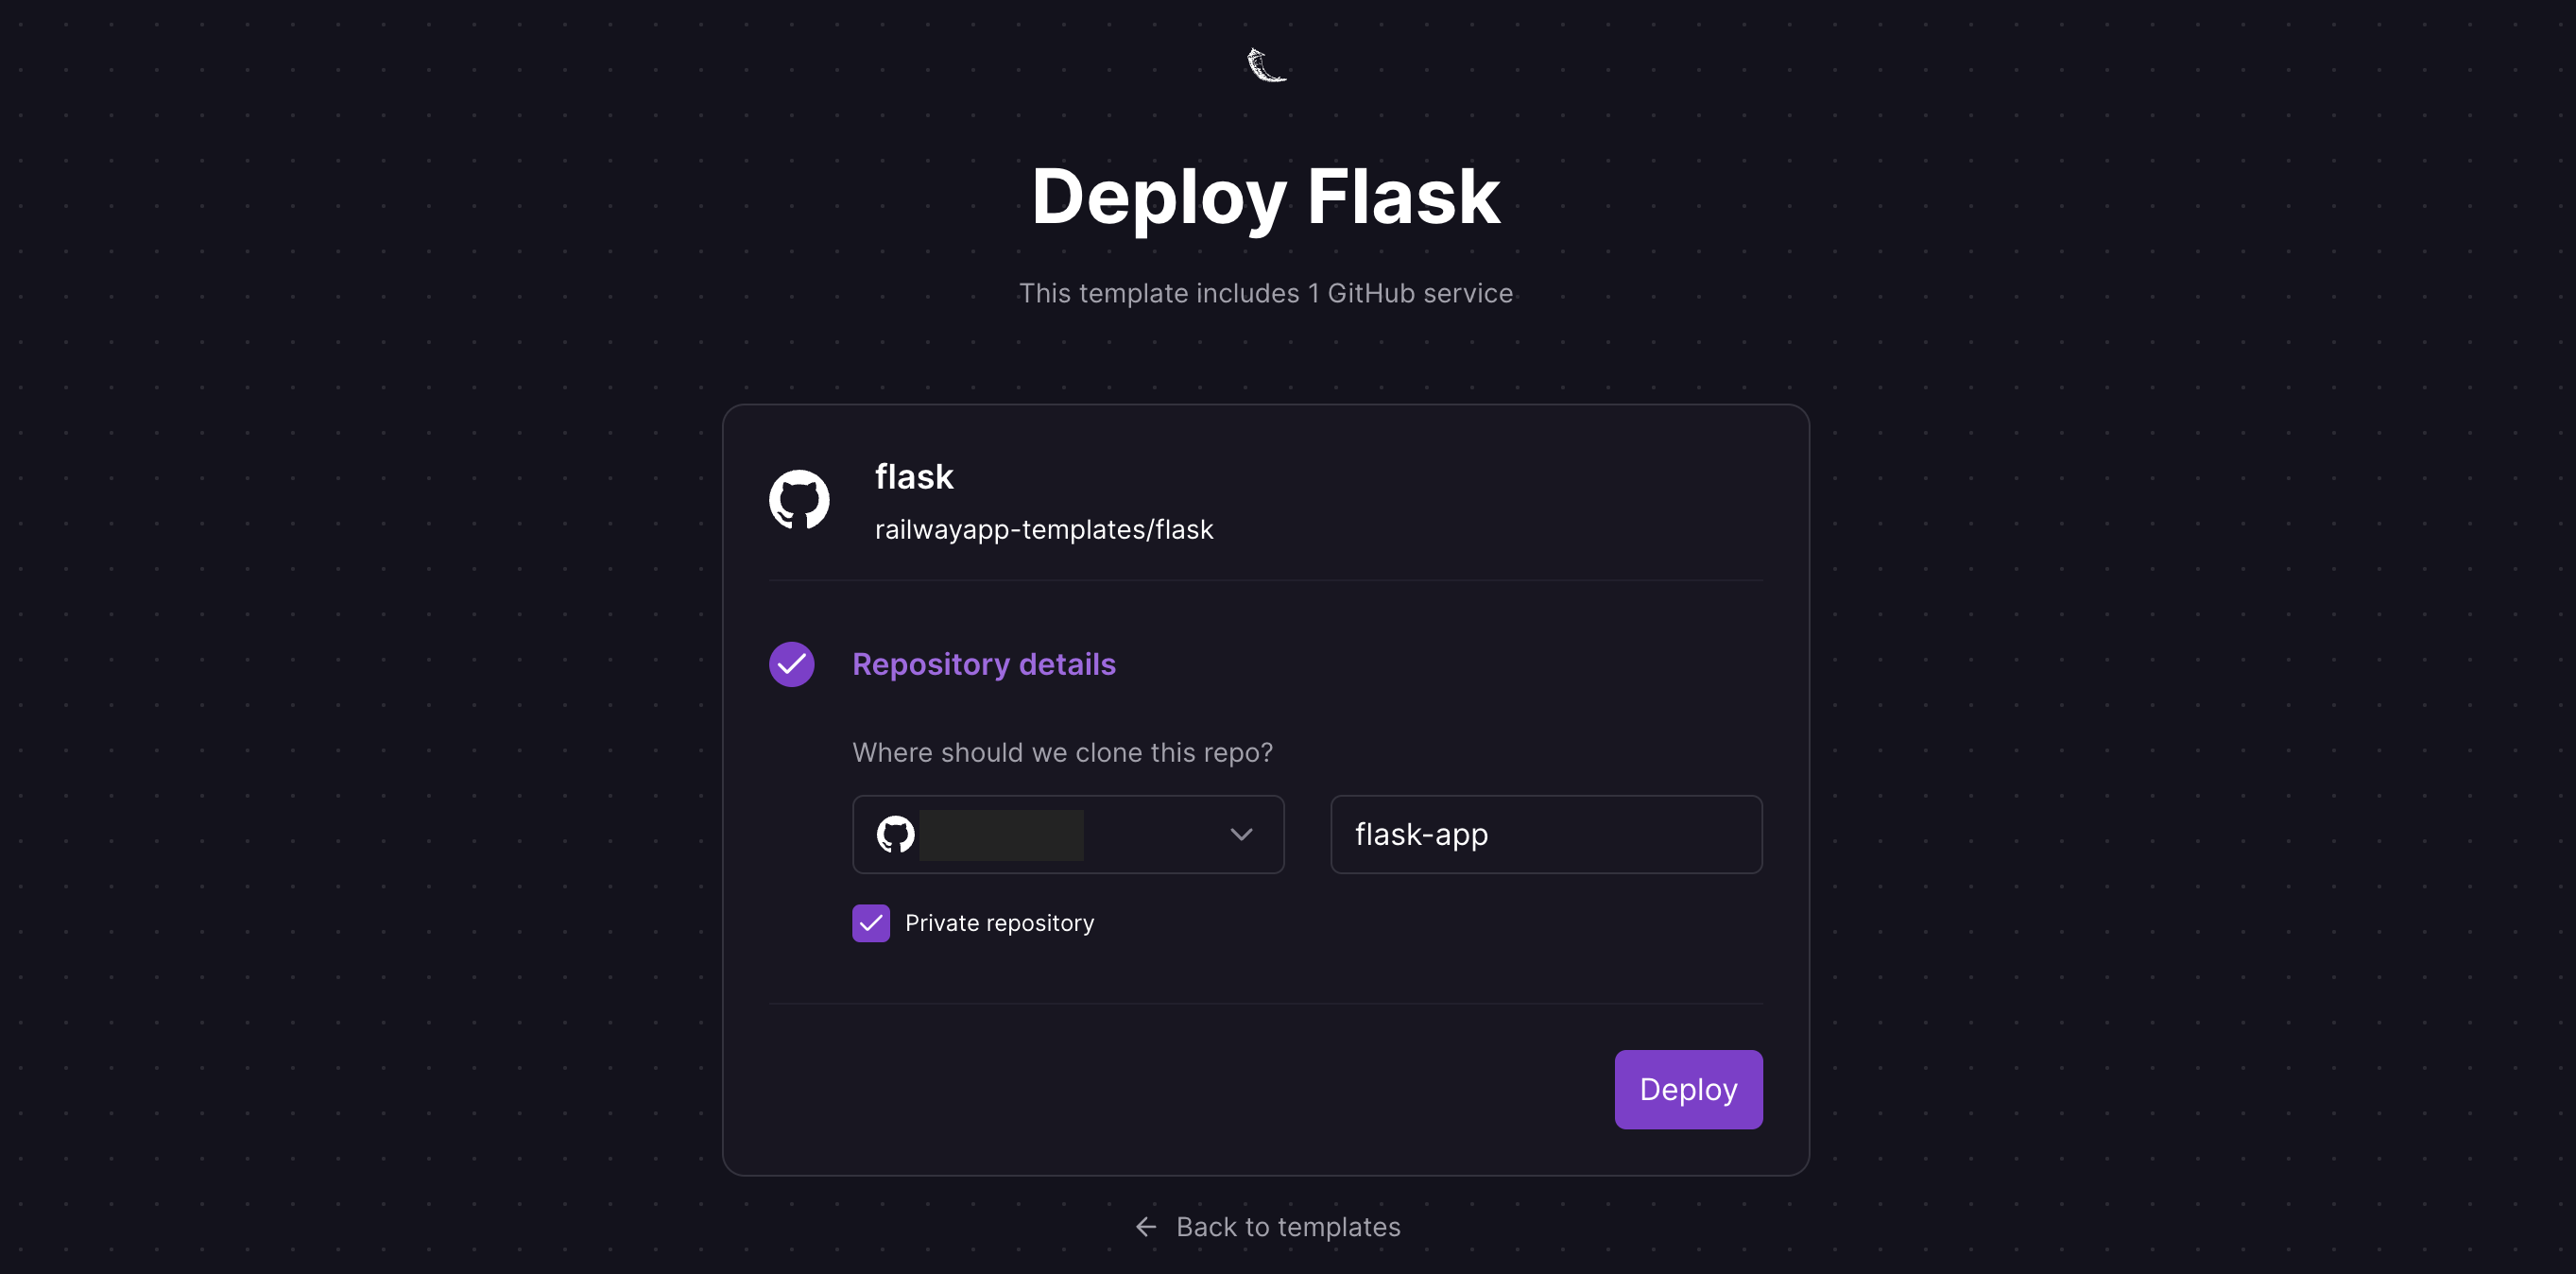 Deploy Flask
This template includes 1 GitHub service
flask
railwayapp-templates/flask
Repository details
Where should we clone this repo?
flask-app
Private repository
Deploy
Back to templates